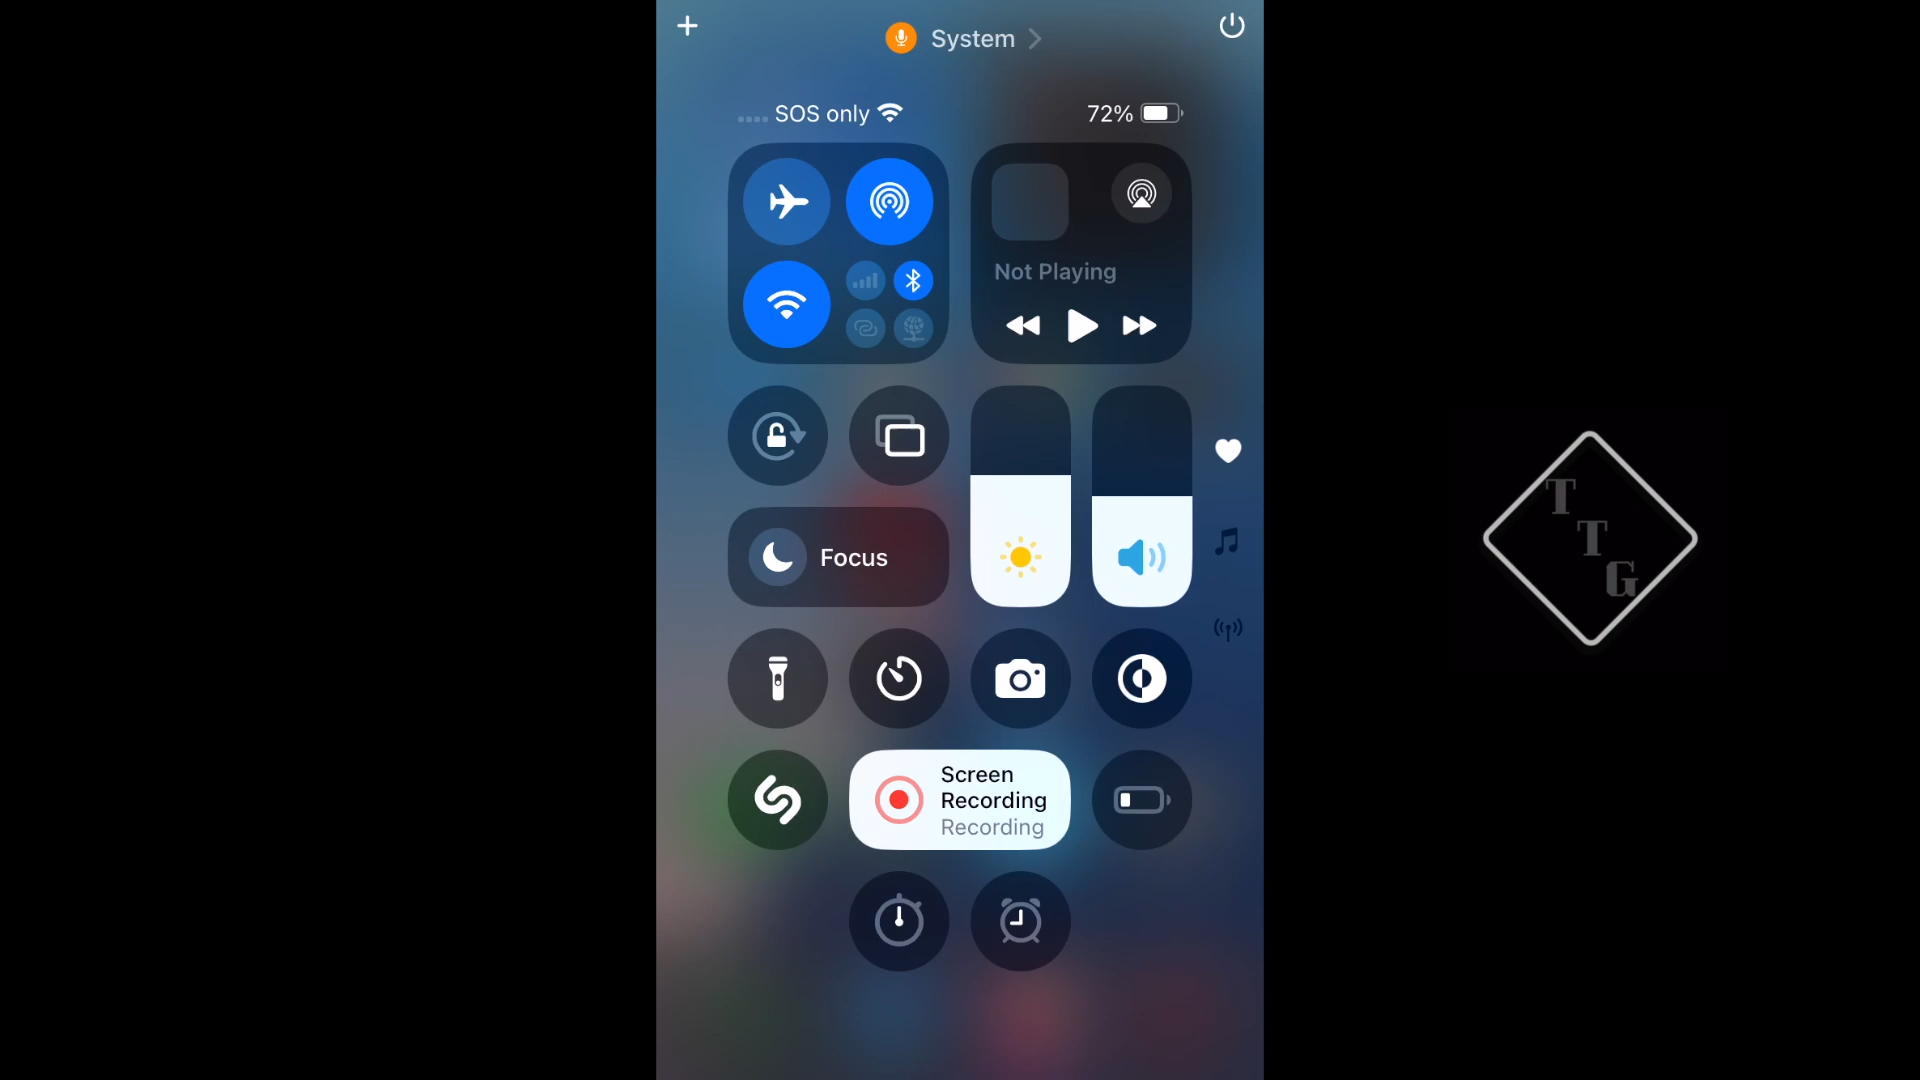 System
SOS only
72%
Not Playing
Focus
Screen
Recording
Recording
T
T
G